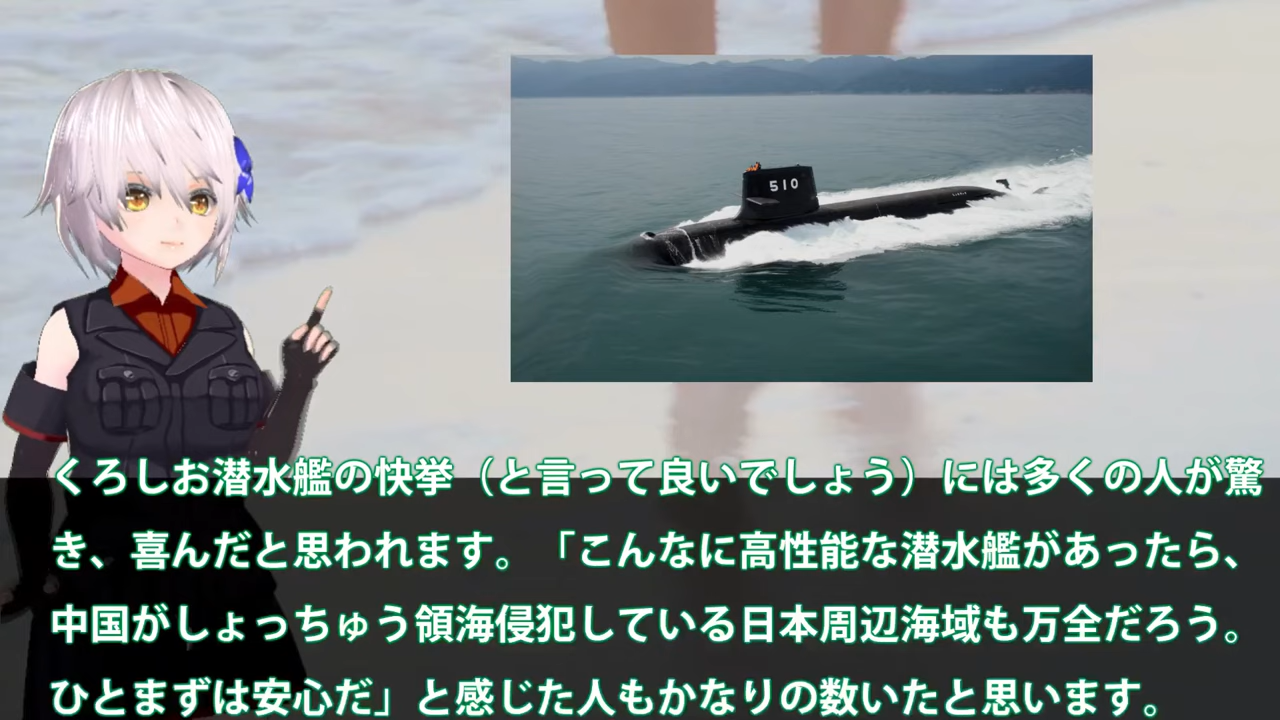 510
くろしお潜水艦の快挙（と言って良いでしょう）には多くの人が驚
き、喜んだと思われます。「こんなに高性能な潜水艦があったら、
中国がしょっちゅう領海侵犯している日本周辺海域も万全だろう。
ひとまずは安心だ」と感じた人もかなりの数いたと思います。